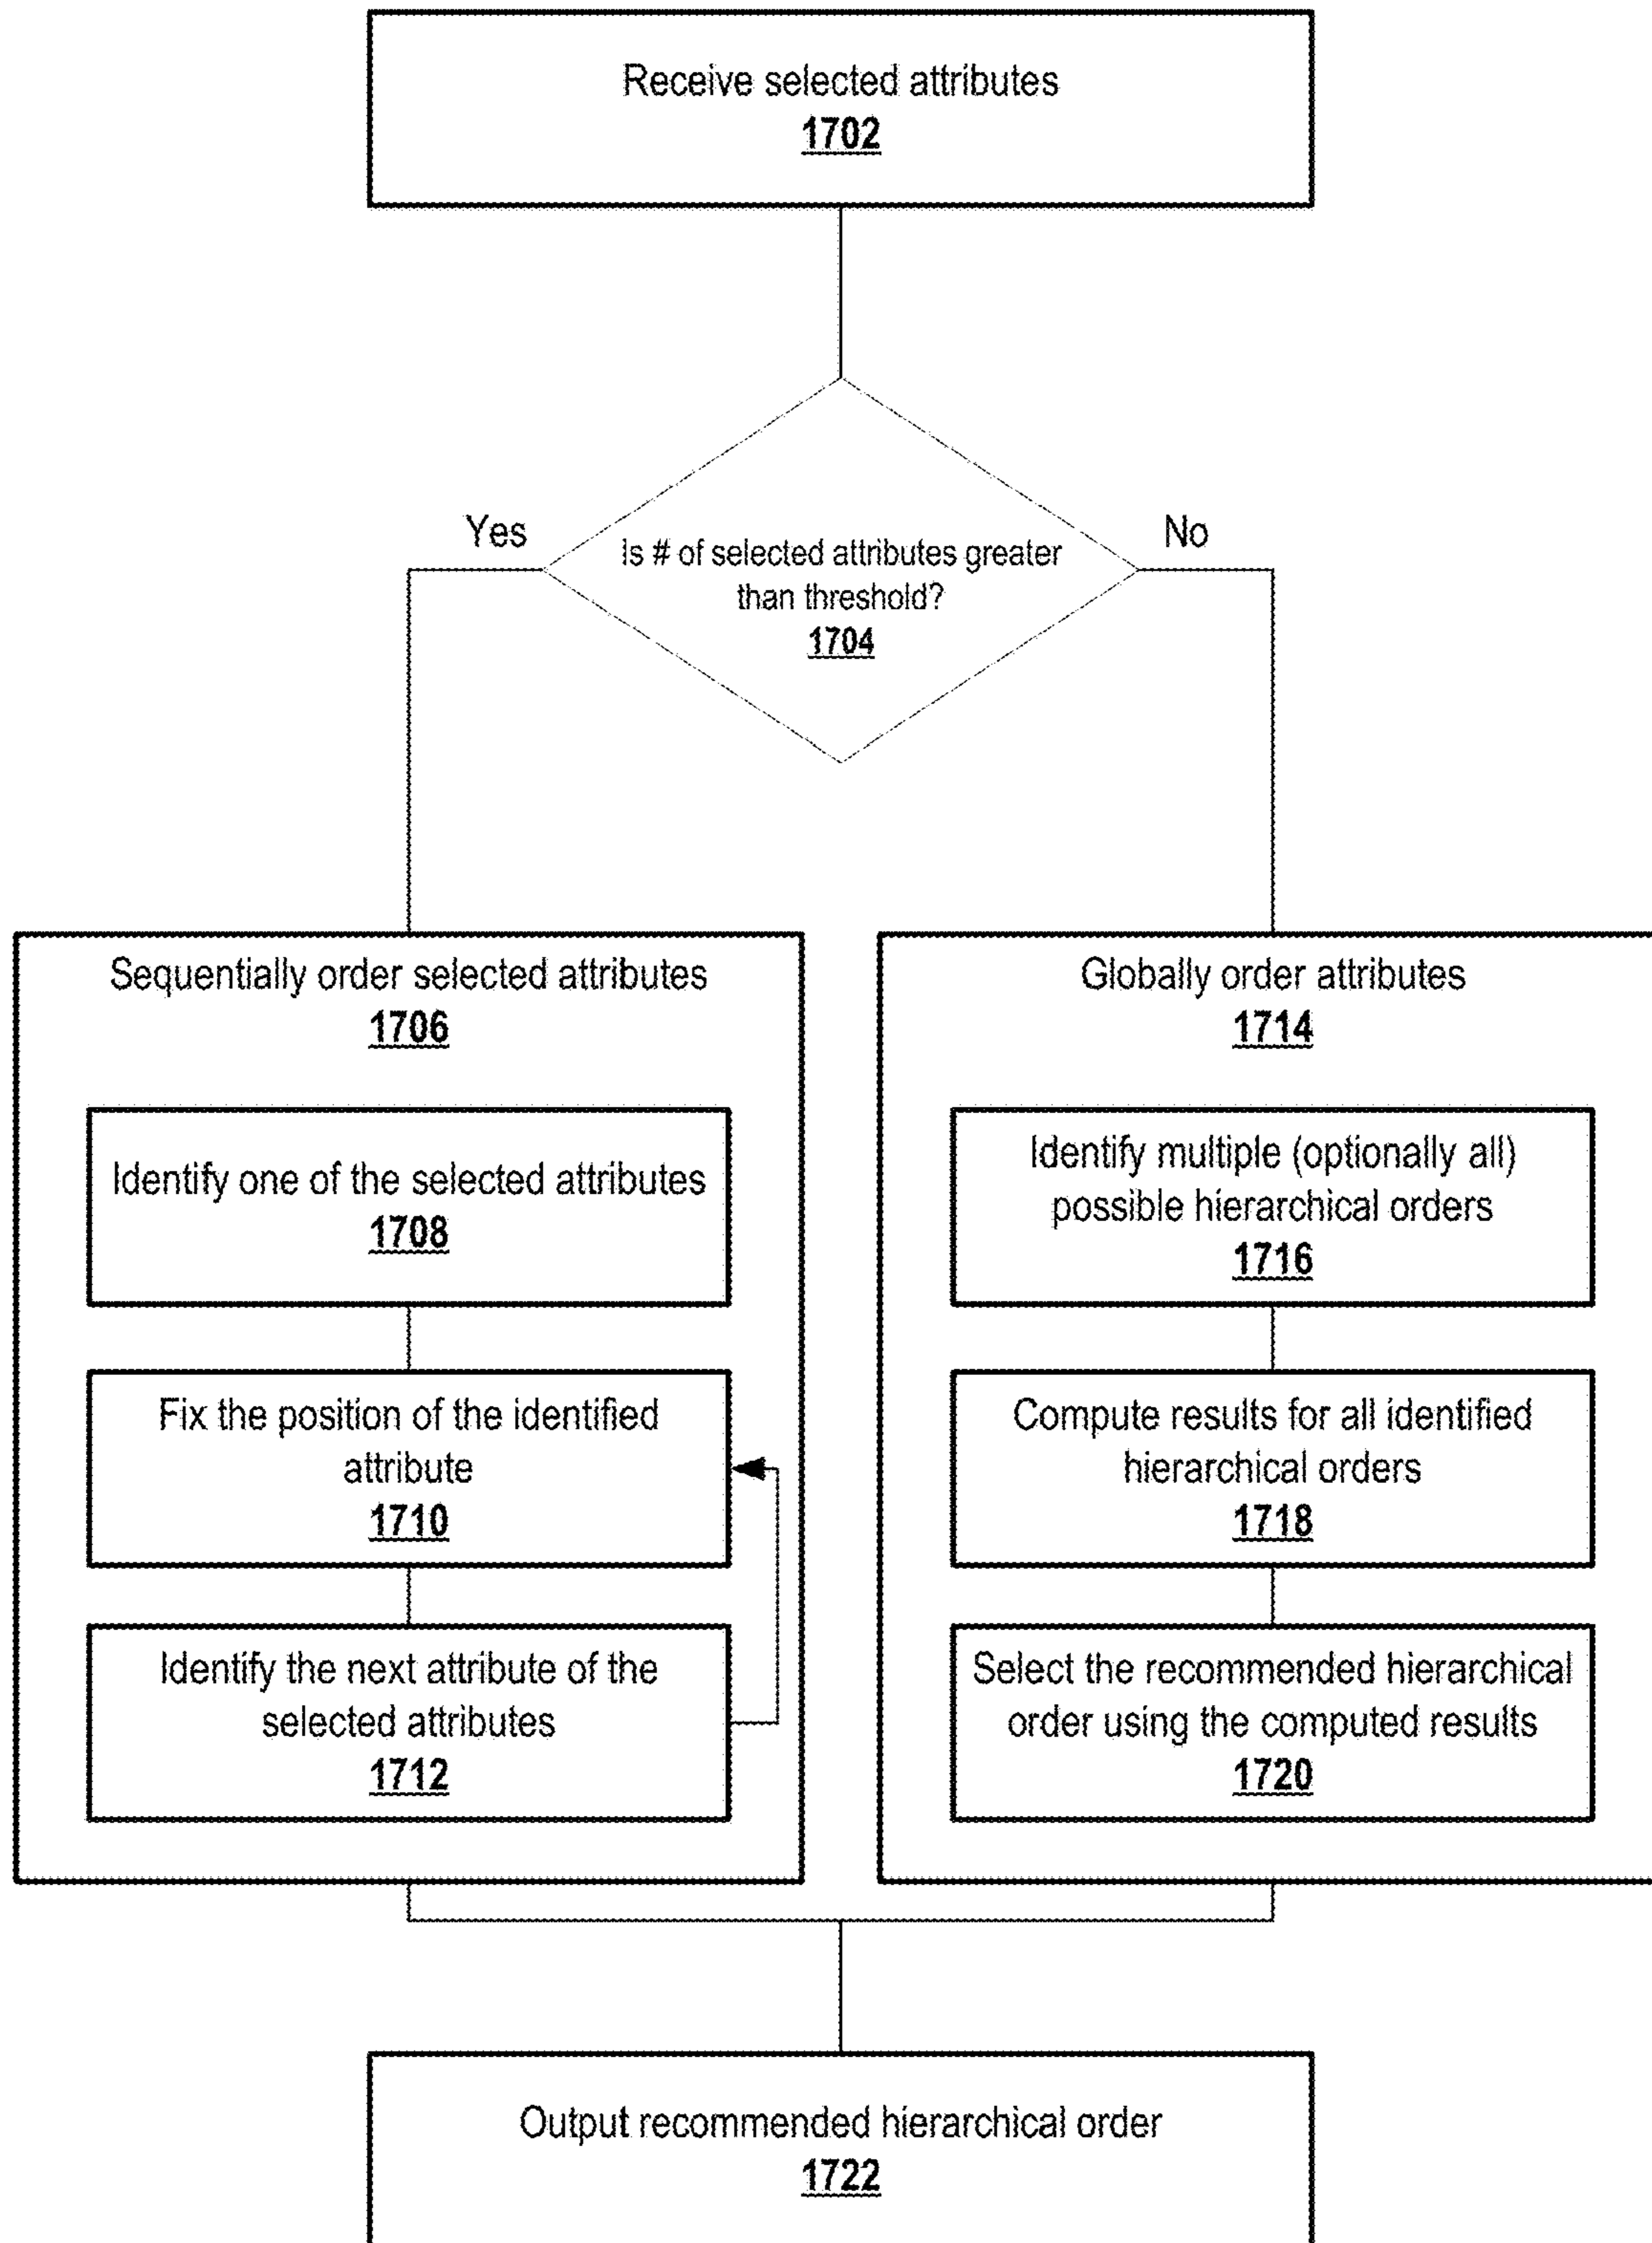 Receive selected attributes
1702
Yes
No
Is # of selected attributes greater
than threshold?
1704
Sequentially order selected attributes
1706
Identify one of the selected attributes
1708
Fix the position of the identified
attribute
1710
Identify the next attribute of the
selected attributes
1712
Globally order attributes
1714
Identify multiple (optionally all)
possible hierarchical orders
1716
Compute results for all identified
hierarchical orders
1718
Select the recommended hierarchical
order using the computed results
1720
Output recommended hierarchical order
1722